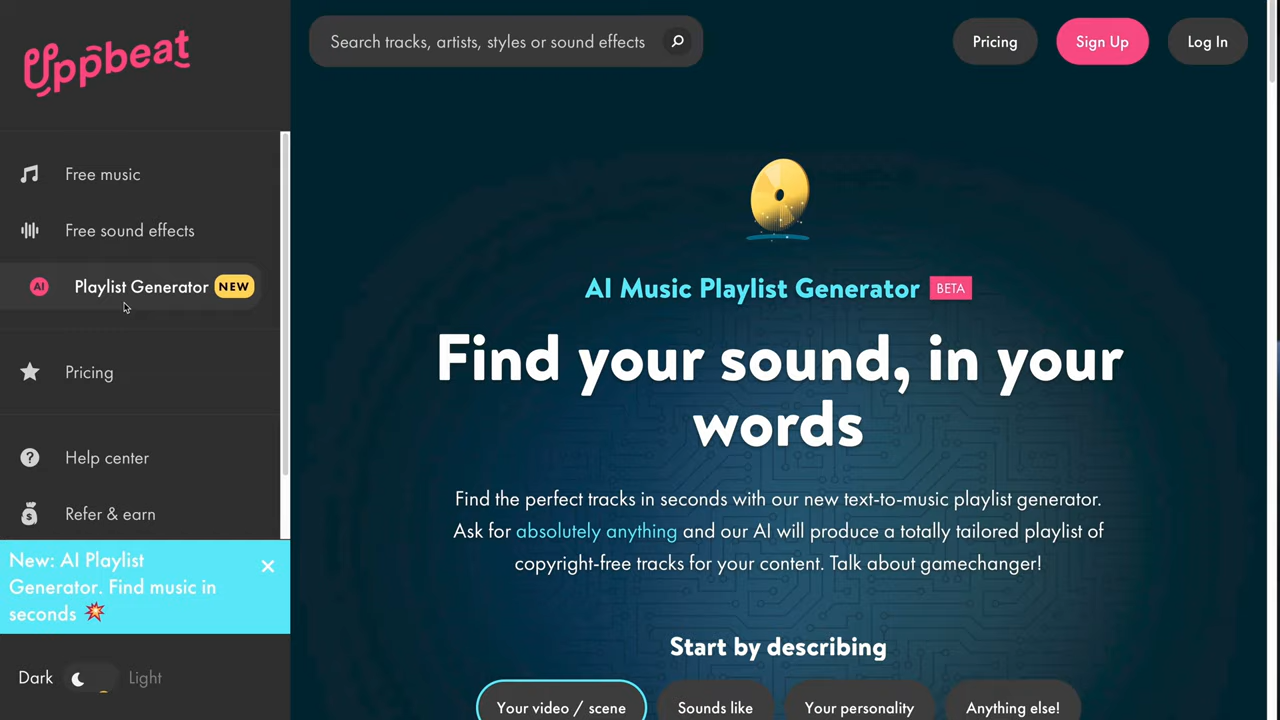 Uppbeat
Search tracks, artists, styles or sound effects
Pricing
Sign Up
Log In
Free music
Free sound effects
AI Playlist Generator NEW
Pricing
Help center
Refer & earn
New: AI Playlist
Generator. Find music in
seconds 💥
Dark
Light
AI Music Playlist Generator BETA
Find your sound, in your
words
Find the perfect tracks in seconds with our new text-to-music playlist generator.
Ask for absolutely anything and our AI will produce a totally tailored playlist of
copyright-free tracks for your content. Talk about gamechanger!
Start by describing
Your video / scene
Sounds like
Your personality
Anything else!